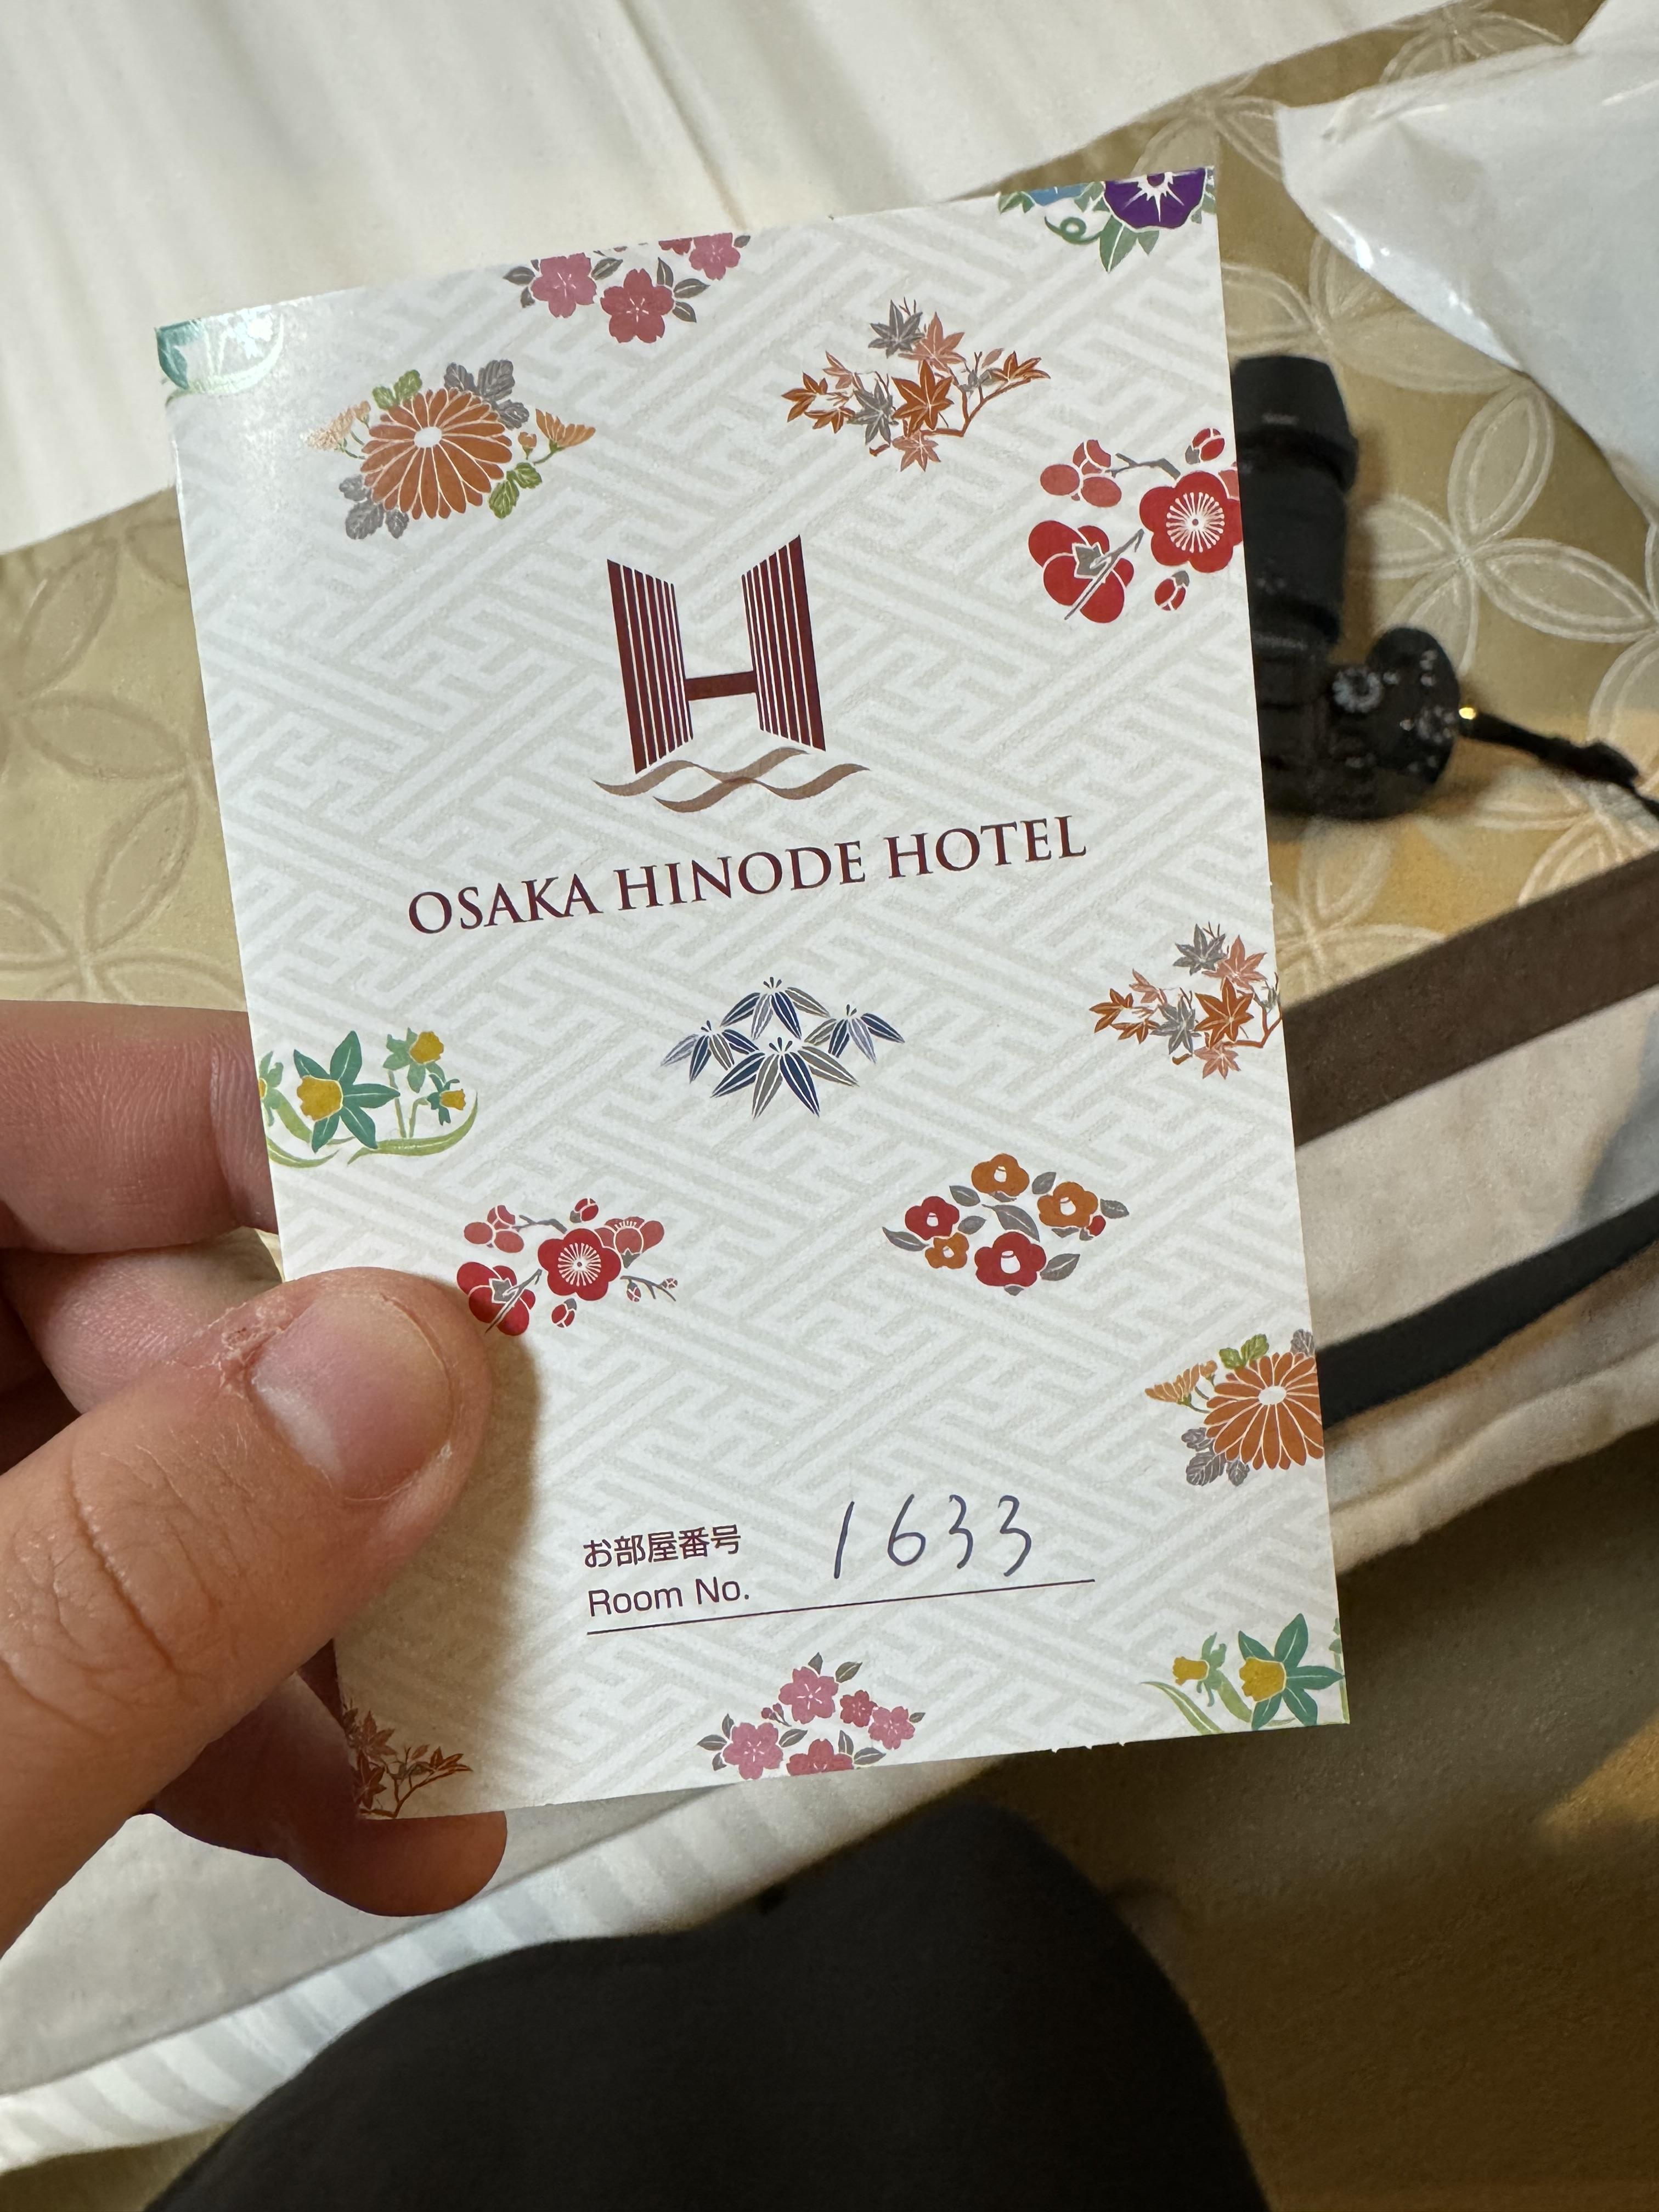 OSAKA HINODE HOTEL
お部屋番号
Room No.
1633